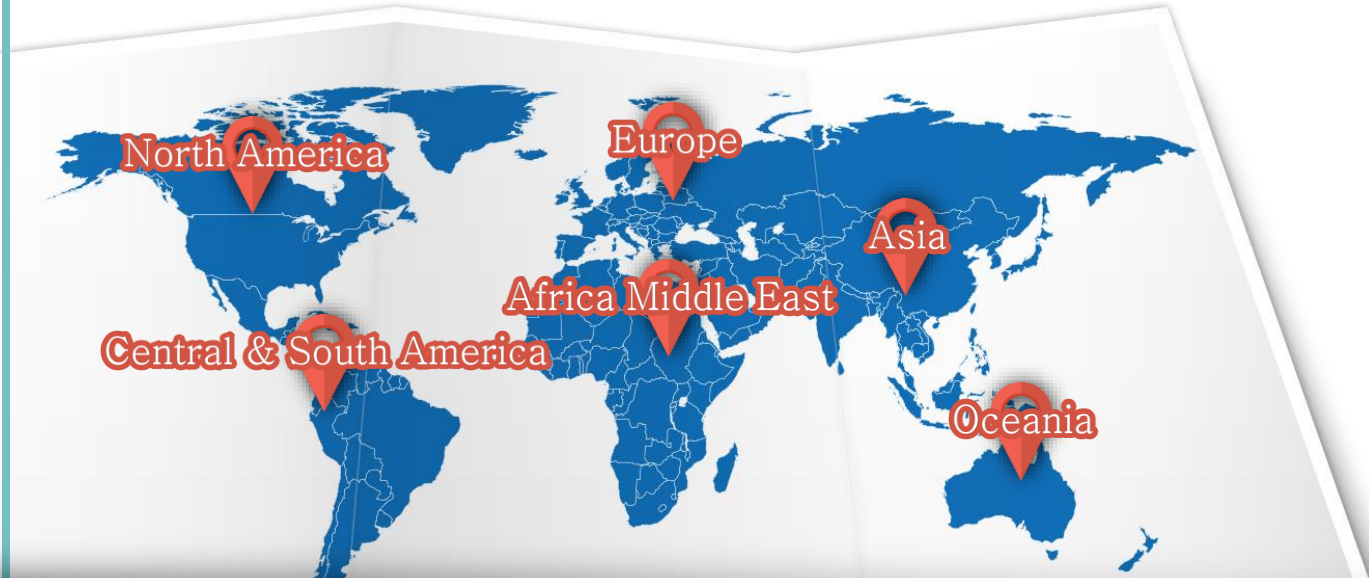 North America
Europe
Asia
Africa Middle East
Central & South America
Oceania